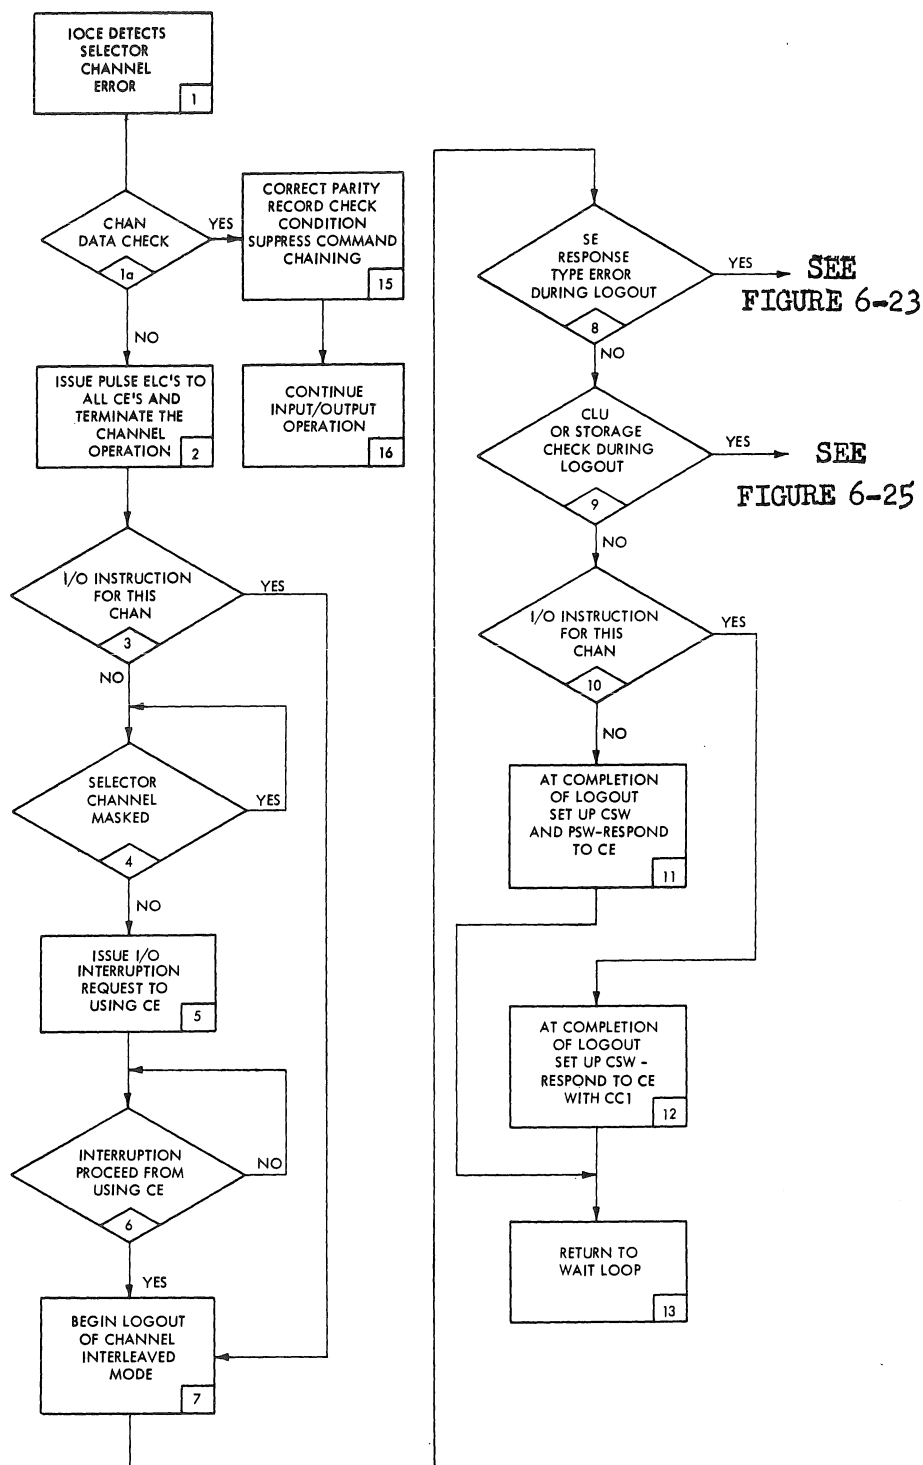 IOCE DETECTS
SELECTOR
CHANNEL
ERROR
1
CHAN
DATA CHECK
1a
YES
NO
CORRECT PARITY
RECORD CHECK
CONDITION
SUPPRESS COMMAND
CHAINING
15
CONTINUE
INPUT/OUTPUT
OPERATION
16
ISSUE PULSE ELC'S TO
ALL CE'S AND
TERMINATE THE
CHANNEL
OPERATION
2
I/O INSTRUCTION
FOR THIS
CHAN
3
YES
NO
SELECTOR
CHANNEL
MASKED
4
YES
NO
ISSUE I/O
INTERRUPTION
REQUEST TO
USING CE
5
INTERRUPTION
PROCEED FROM
USING CE
6
NO
YES
BEGIN LOGOUT
OF CHANNEL
INTERLEAVED
MODE
7
SE
RESPONSE
TYPE ERROR
DURING LOGOUT
8
YES
SEE
FIGURE 6-23
NO
CLU
OR STORAGE
CHECK DURING
LOGOUT
9
YES
SEE
FIGURE 6-25
NO
I/O INSTRUCTION
FOR THIS
CHAN
10
YES
NO
AT COMPLETION
OF LOGOUT
SET UP CSW
AND PSW-RESPOND
TO CE
11
AT COMPLETION
OF LOGOUT
SET UP CSW -
RESPOND TO CE
WITH CC1
12
RETURN TO
WAIT LOOP
13